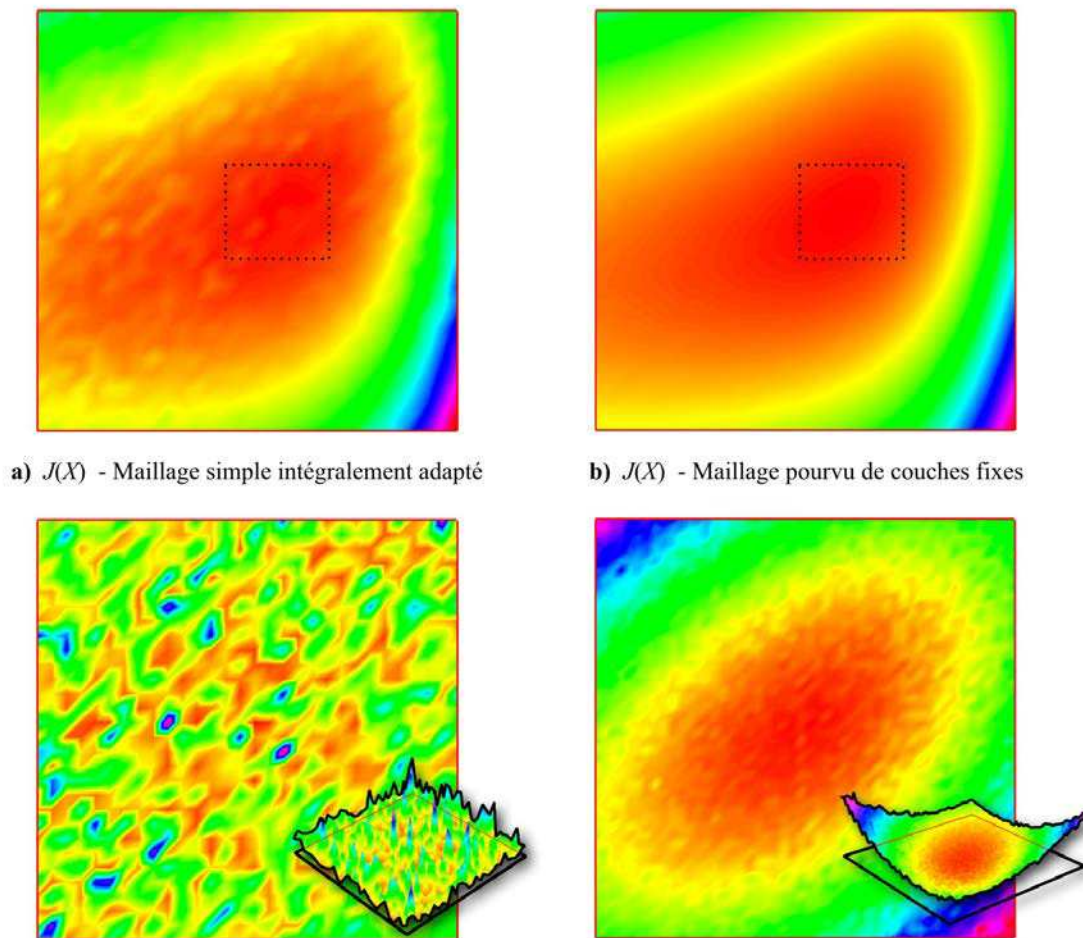 a) J(X) - Maillage simple intégralement adapté
b) J(X) - Maillage pourvu de couches fixes